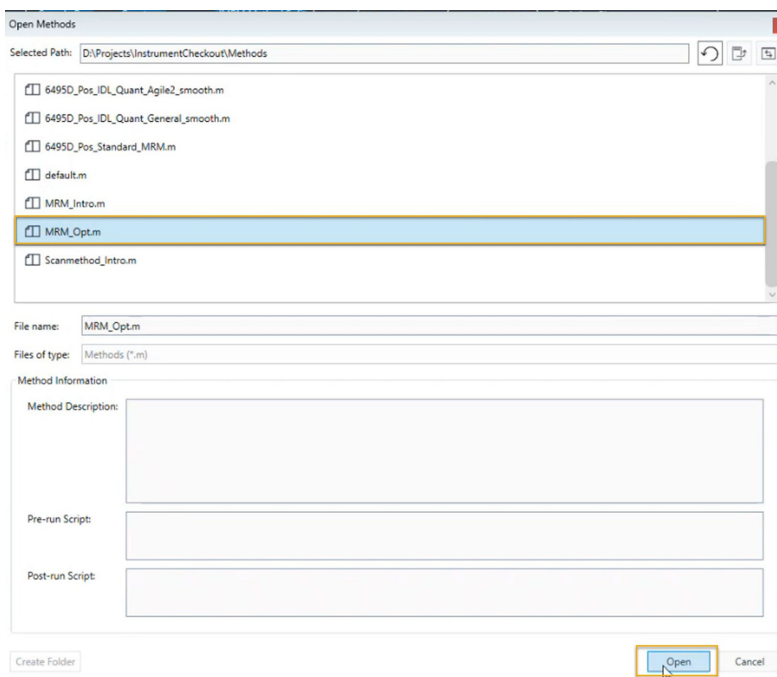 Open Methods
Selected Path: D:\Projects\InstrumentCheckout\Methods
6495D_Pos_IDL_Quant_Agile2_smooth.m
6495D_Pos_IDL_Quant_General_smooth.m
6495D_Pos_Standard_MRM.m
default.m
MRM_Intro.m
MRM_Opt.m
Scanmethod_Intro.m
File name: MRM_Opt.m
Files of type: Methods (*.m)
Method Information
Method Description:
Pre-run Script:
Post-run Script:
Create Folder Open Cancel